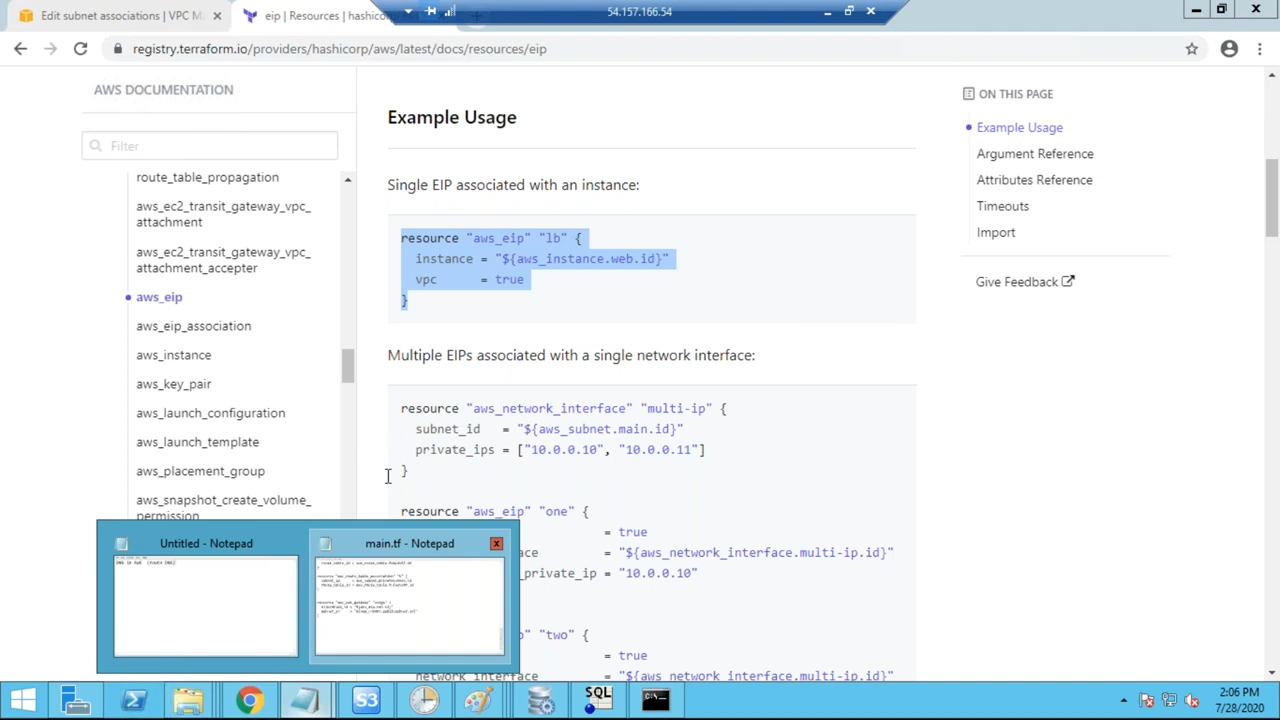 Edit subnet associations | VPC M
eip | Resources | hashicorp
54.157.166.54
registry.terraform.io/providers/hashicorp/aws/latest/docs/resources/eip
AWS DOCUMENTATION
Filter
route_table_propagation
aws_ec2_transit_gateway_vpc_
attachment
aws_ec2_transit_gateway_vpc_
attachment_accepter
aws_eip
aws_eip_association
aws_instance
aws_key_pair
aws_launch_configuration
aws_launch_template
aws_placement_group
aws_snapshot_create_volume_
permission
Example Usage
Single EIP associated with an instance:
resource "aws_eip" "lb" {
instance = "${aws_instance.web.id}"
vpc = true
}
Multiple EIPs associated with a single network interface:
resource "aws_network_interface" "multi-ip" {
subnet_id = "${aws_subnet.main.id}"
private_ips = ["10.0.0.10", "10.0.0.11"]
}
resource "aws_eip" "one" {
= true
= "${aws_network_interface.multi-ip.id}"
_private_ip = "10.0.0.10"
"two" {
= true
network_interface = "${aws_network_interface.multi-ip.id}"
ON THIS PAGE
Example Usage
Argument Reference
Attributes Reference
Timeouts
Import
Give Feedback
Untitled - Notepad
main.tf - Notepad
S3
SQL
2:06 PM
7/28/2020